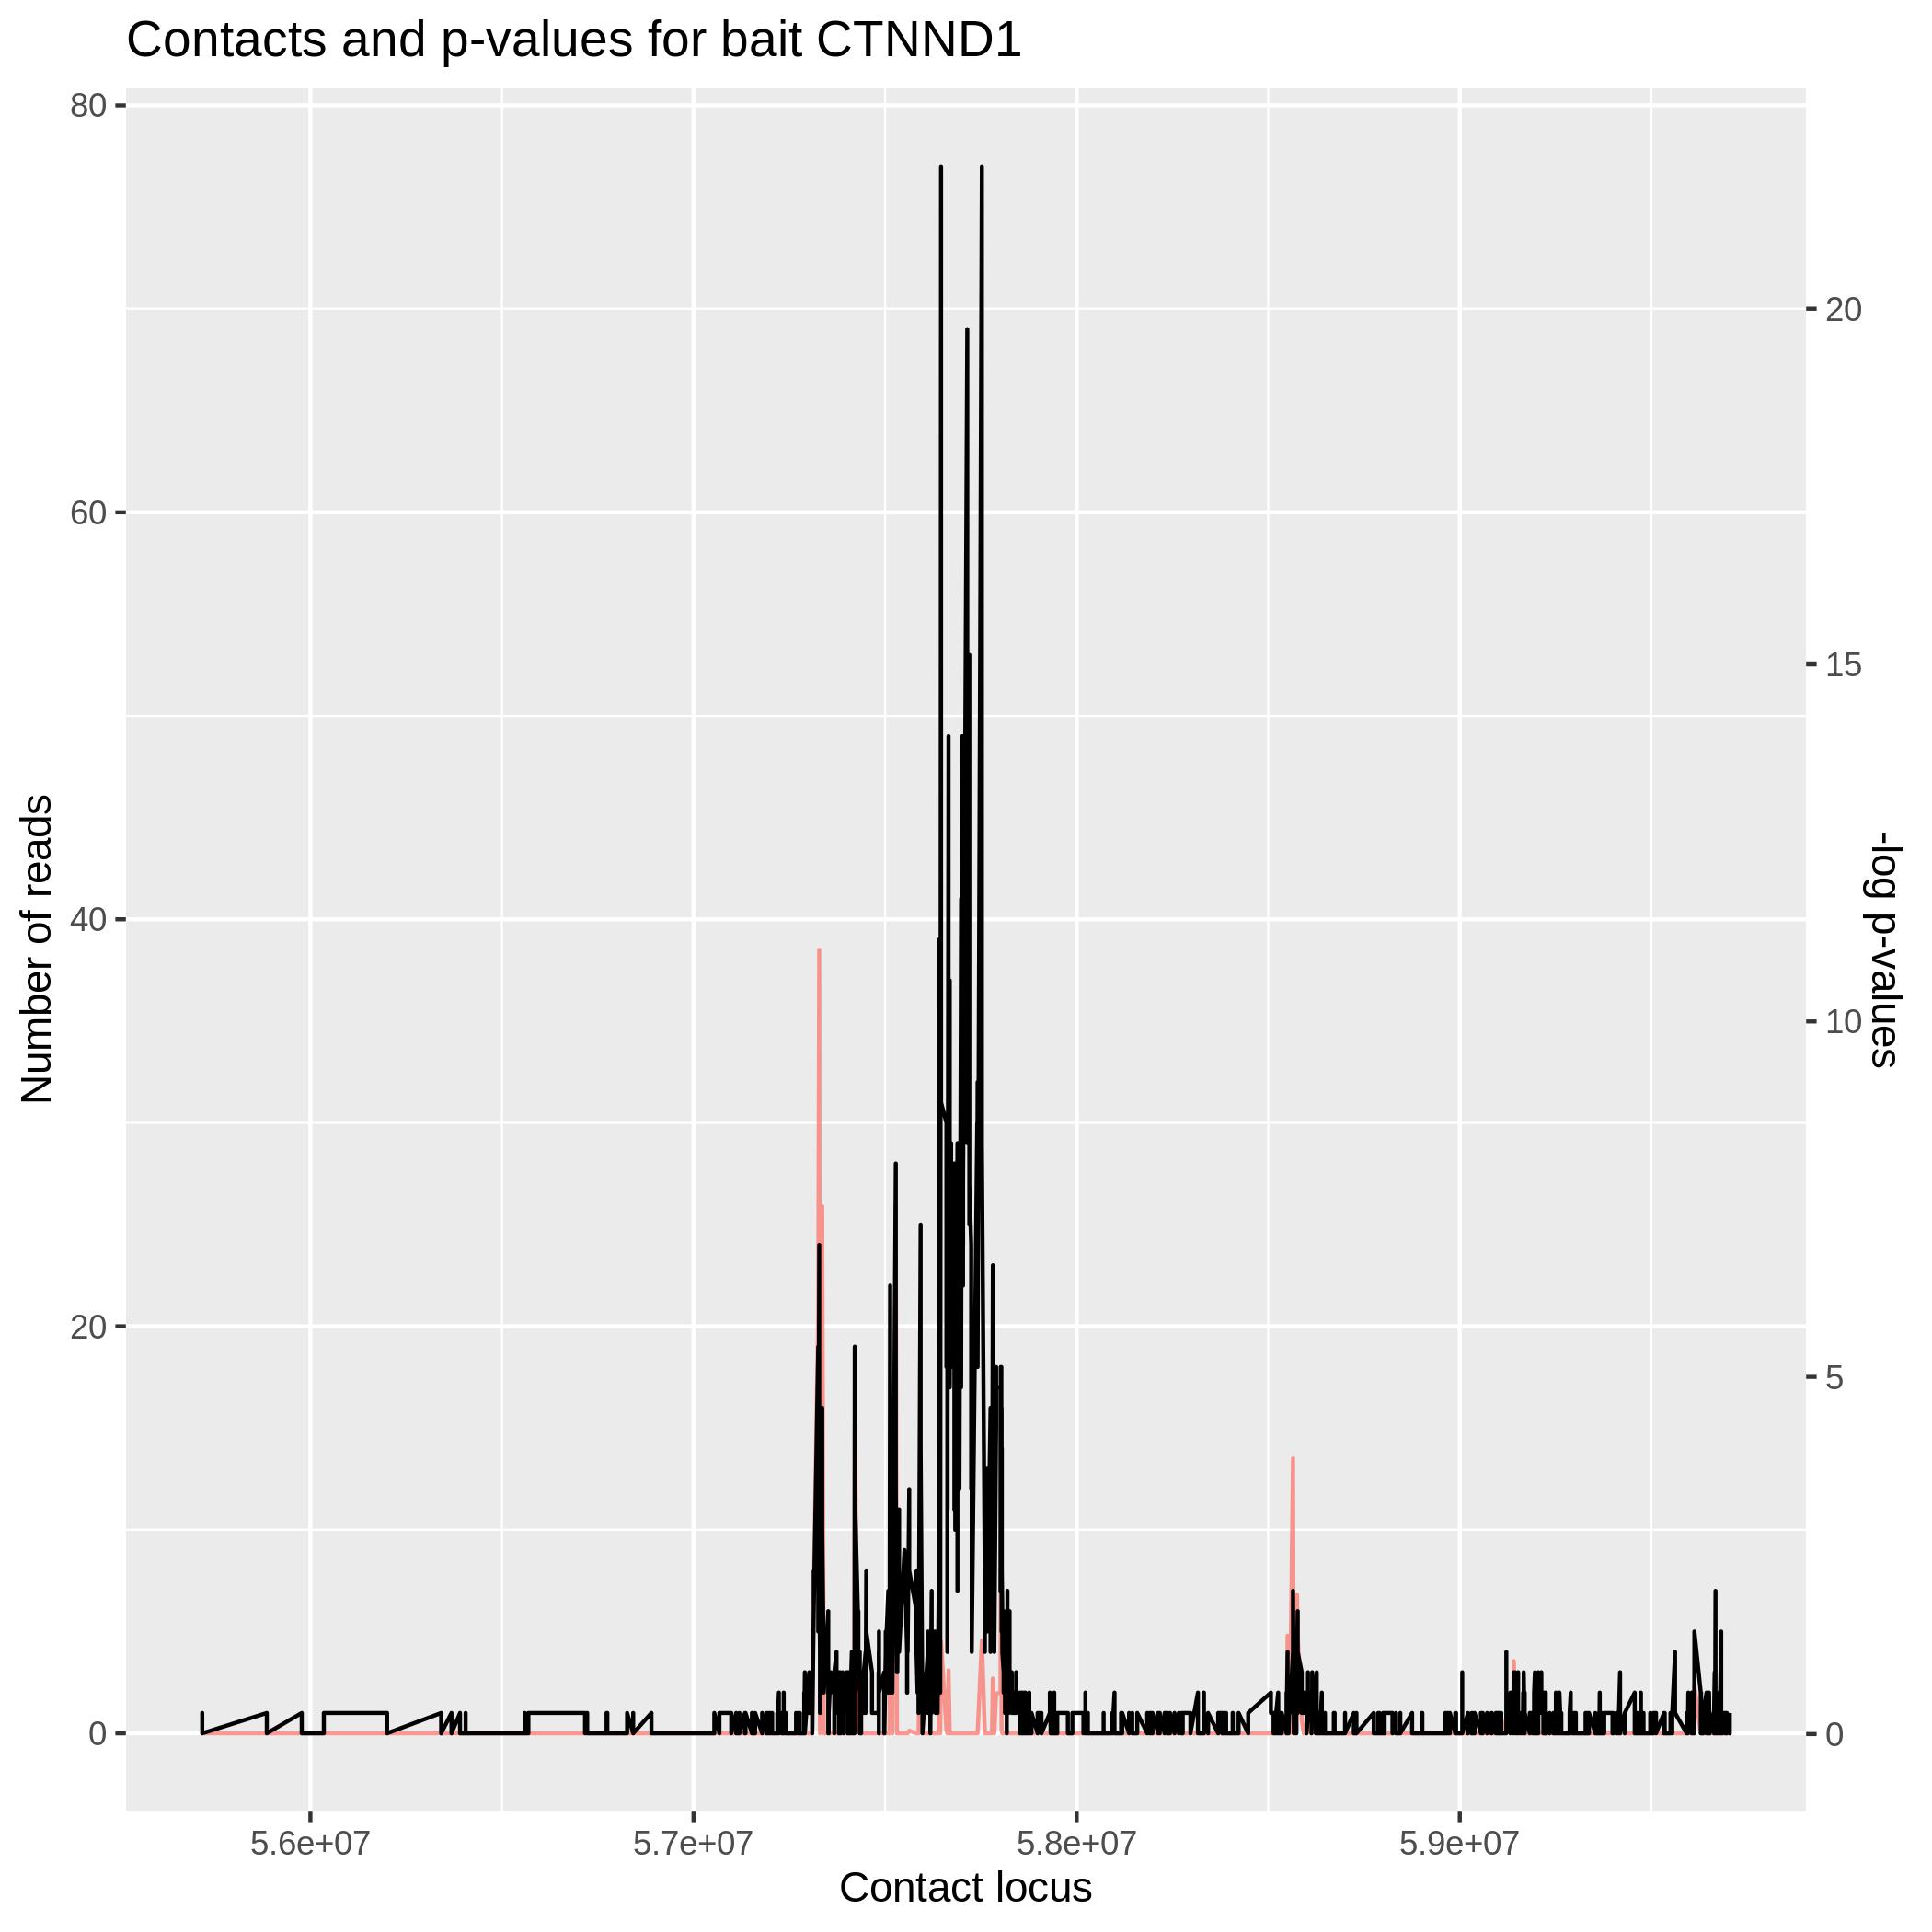 Contacts and p-values for bait CTNND1
80
60
40
20
0
Number of reads
20
15
10
5
0
-log p-values
5.6e+07
5.7e+07
5.8e+07
5.9e+07
Contact locus